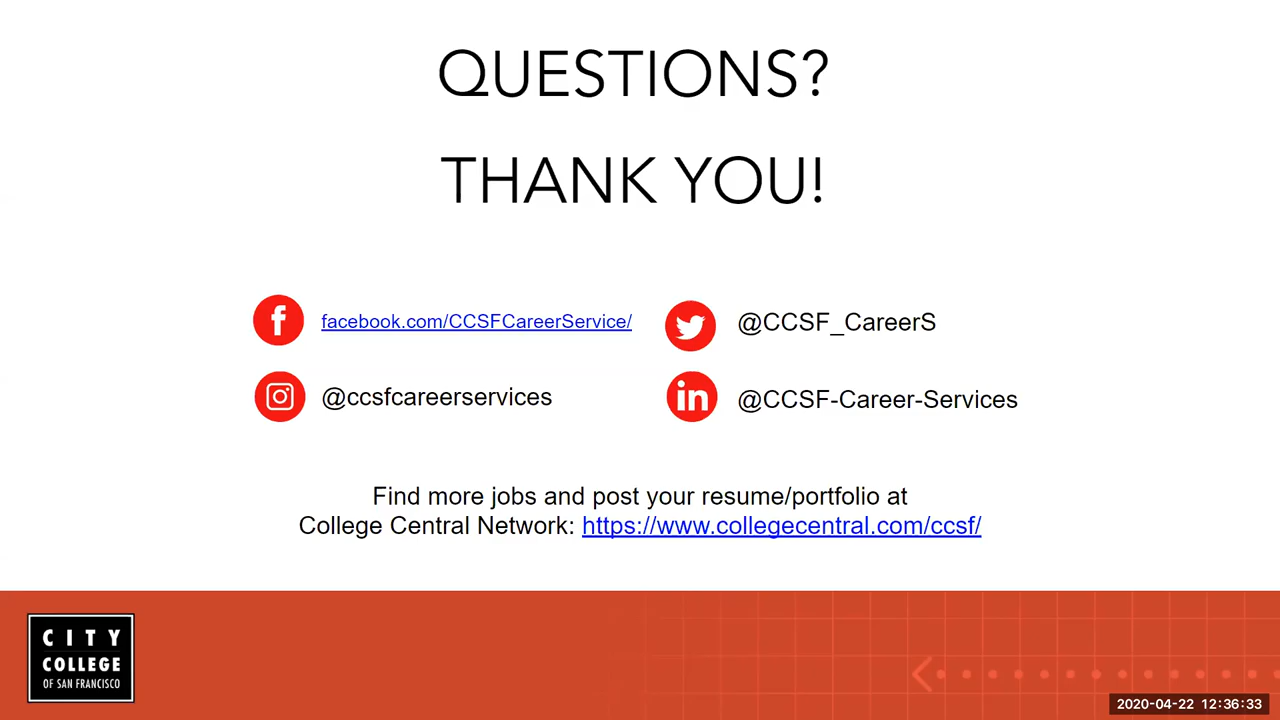 QUESTIONS?
THANK YOU!
facebook.com/CCSFCareerService/
@CCSF_CareerS
@ccsfcareerservices
@CCSF-Career-Services
Find more jobs and post your resume/portfolio at
College Central Network: https://www.collegecentral.com/ccsf/
CITY
COLLEGE
OF SAN FRANCISCO
2020-04-22 12:36:33